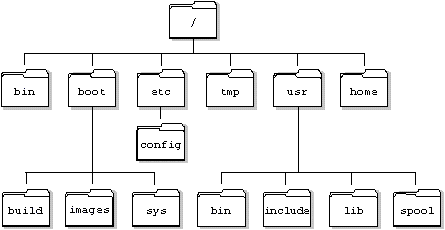 /
bin boot etc tmp usr home
config
build images sys bin include lib spool